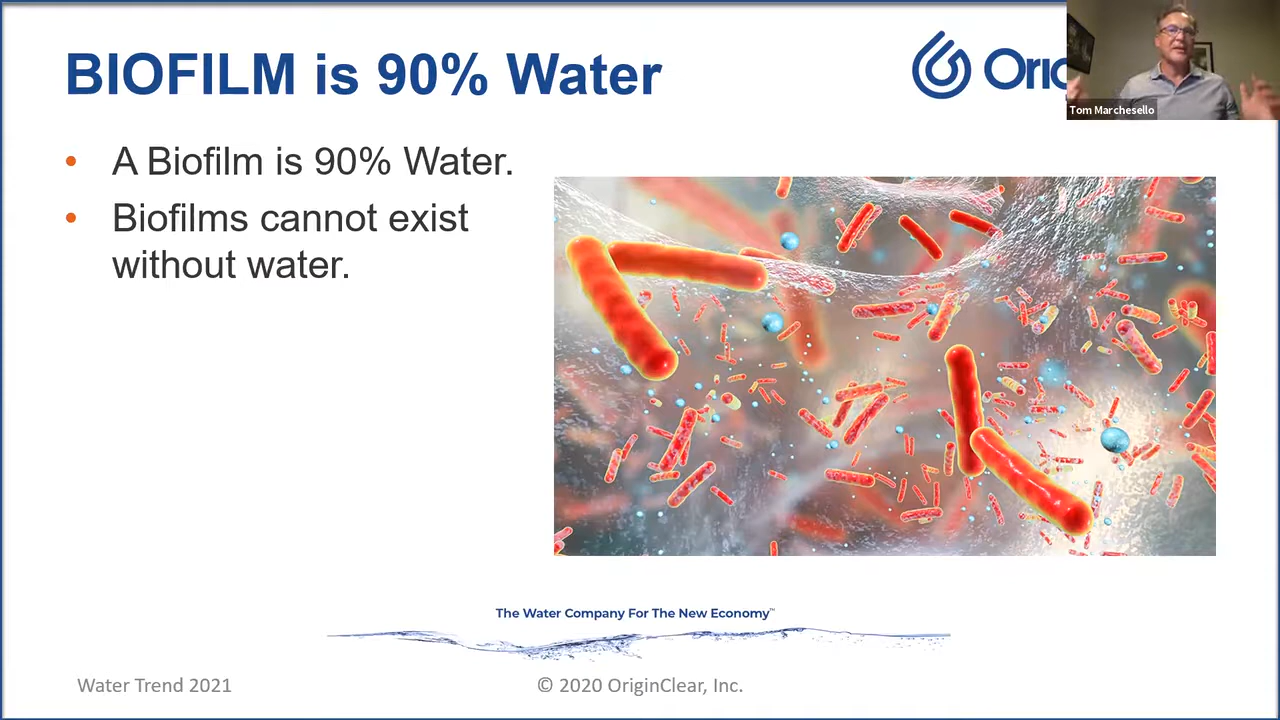 BIOFILM is 90% Water
Tom Marchesello
• A Biofilm is 90% Water.
• Biofilms cannot exist
without water.
The Water Company For The New Economy™
Water Trend 2021
© 2020 OriginClear, Inc.